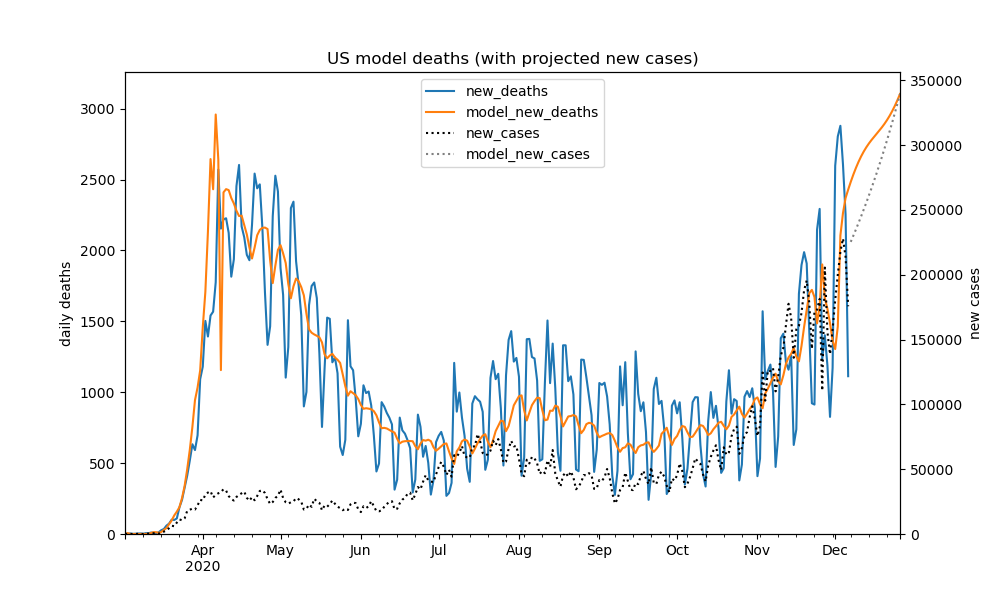 US model deaths (with projected new cases)
new_deaths
model_new_deaths
new_cases
model_new_cases
daily deaths
3000
2500
2000
1500
1000
500
0
350000
300000
250000
200000
150000
100000
50000
0
new cases
Apr
2020
May
Jun
Jul
Aug
Sep
Oct
Nov
Dec